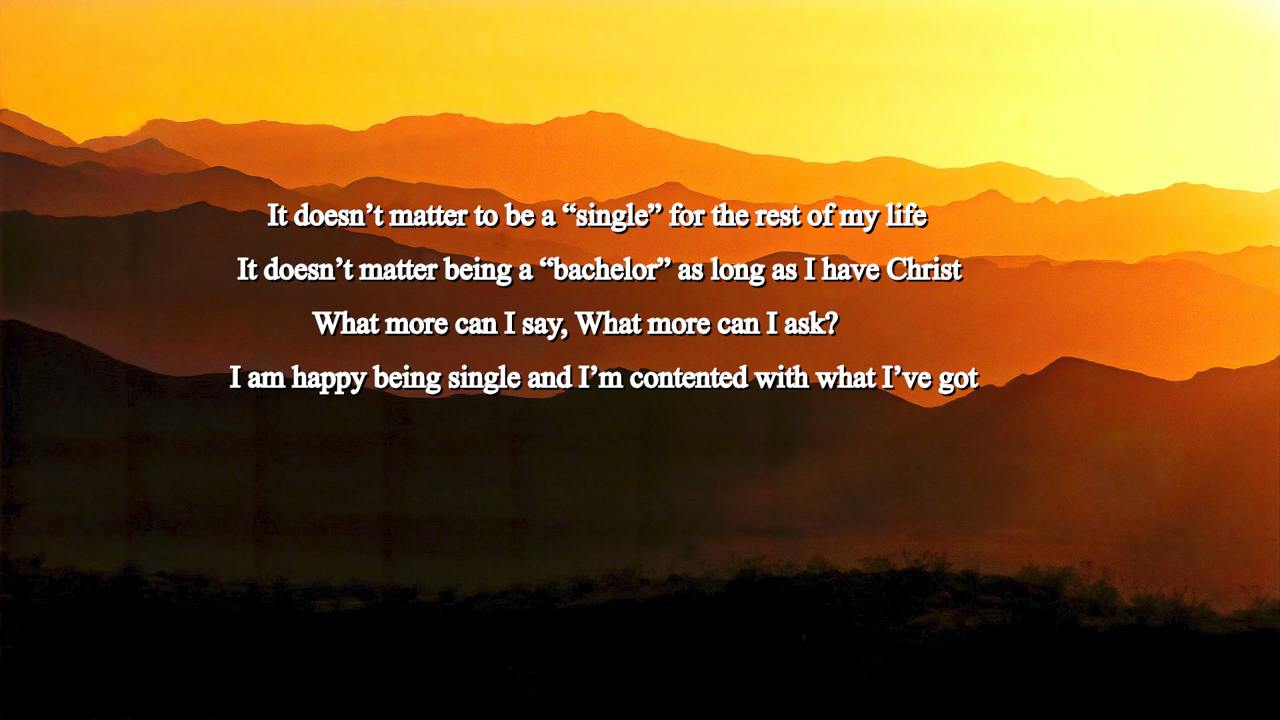 It doesn’t matter to be a “single” for the rest of my life
It doesn’t matter being a “bachelor” as long as I have Christ
What more can I say, What more can I ask?
I am happy being single and I’m contented with what I’ve got